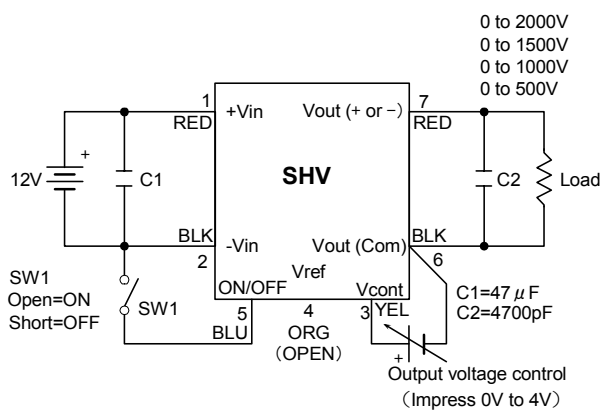 0 to 2000V
0 to 1500V
0 to 1000V
0 to 500V
1
+Vin
Vout (+ or −)
7
RED
RED
+
12V
C1
SHV
C2
Load
BLK
-Vin
Vout (Com)
BLK
2
6
Vref
SW1
Open=ON
Short=OFF
SW1
ON/OFF
Vcont
5
4
3
YEL
BLU
ORG
(OPEN)
C1=47 μF
C2=4700pF
+
Output voltage control
(Impress 0V to 4V)